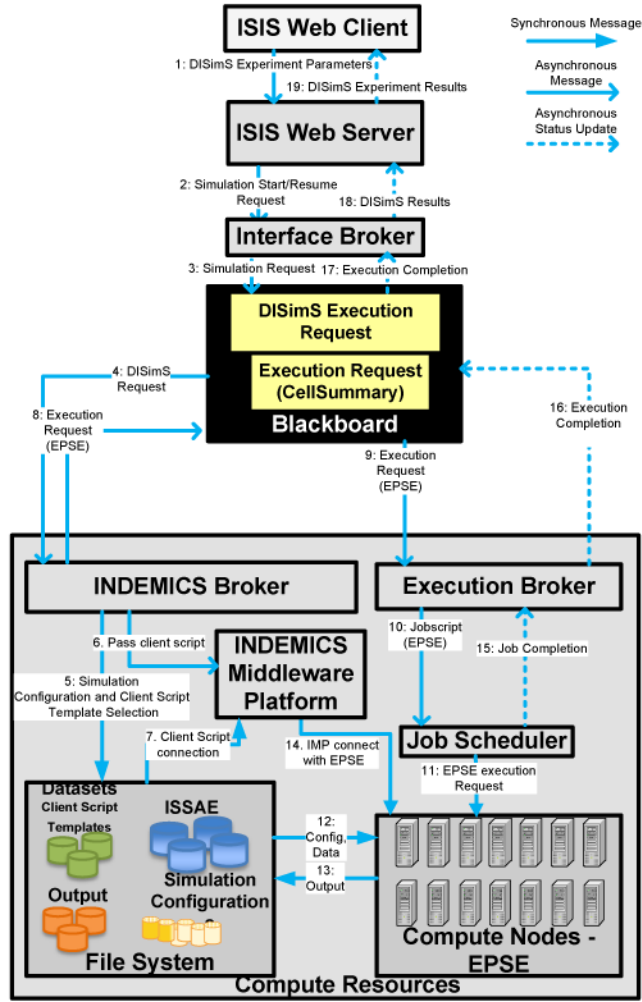 ISIS Web Client
Synchronous Message
Asynchronous
Message
Asynchronous
Status Update
1: DISimS Experiment Parameters
19: DISimS Experiment Results
ISIS Web Server
2: Simulation Start/Resume
Request
18: DISimS Results
Interface Broker
3: Simulation Request
17: Execution Completion
DISimS Execution
Request
Execution Request
(CellSummary)
Blackboard
4: DISimS
Request
8: Execution
Request
(EPSE)
16: Execution
Completion
9: Execution
Request
(EPSE)
INDEMICS Broker
Execution Broker
6. Pass client script
INDEMICS
Middleware
Platform
10: Jobscript
(EPSE)
15: Job Completion
5: Simulation
Configuration and Client Script
Template Selection
7. Client Script
connection
14. IMP connect
with EPSE
Job Scheduler
11: EPSE execution
Request
Datasets
Client Script
Templates
ISSAE
Output
Simulation
Configuration
File System
12:
Config,
Data
13:
Output
Compute Nodes -
EPSE
Compute Resources